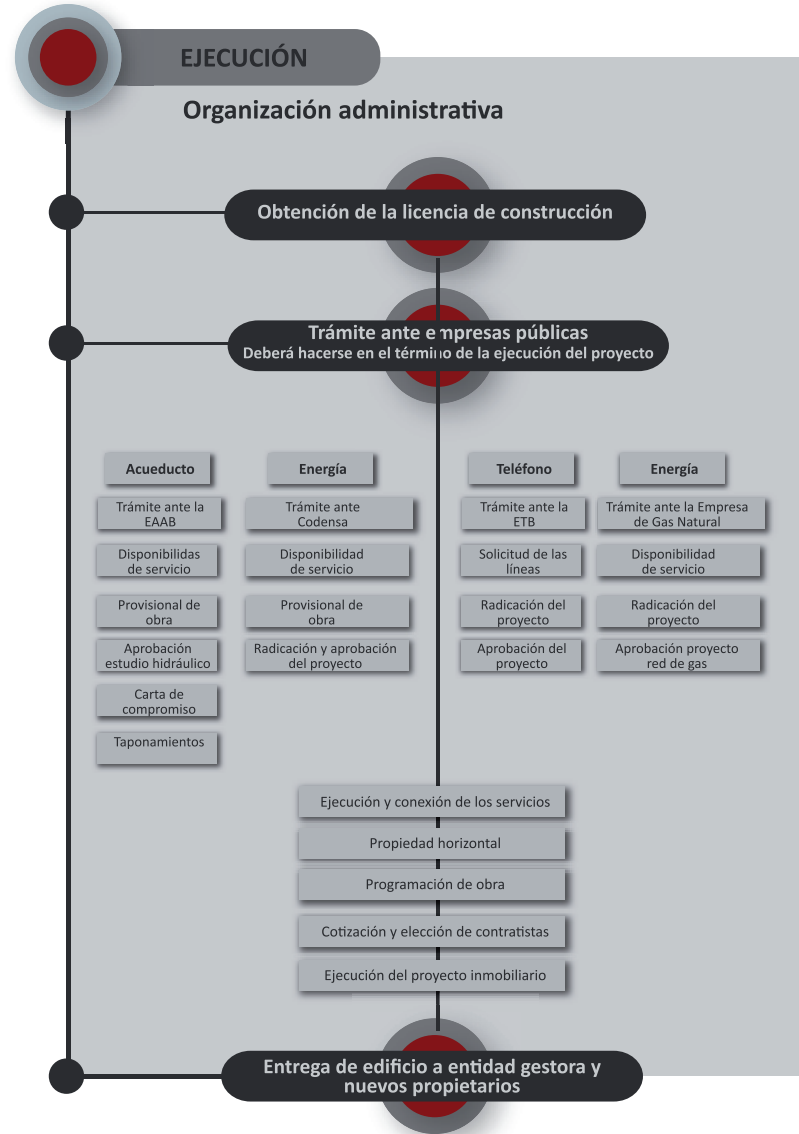 EJECUCIÓN
Organización administrativa
Obtención de la licencia de construcción
Trámite ante empresas públicas
Deberá hacerse en el término de la ejecución del proyecto
Acueducto
Trámite ante la
EAAB
Disponibilidas
de servicio
Provisional de
obra
Aprobación
estudio hidráulico
Carta de
compromiso
Taponamientos
Energía
Trámite ante
Codensa
Disponibilidad
de servicio
Provisional de
obra
Radicación y aprobación
del proyecto
Teléfono
Trámite ante la
ETB
Solicitud de las
líneas
Radicación del
proyecto
Aprobación del
proyecto
Energía
Trámite ante la Empresa
de Gas Natural
Disponibilidad
de servicio
Radicación del
proyecto
Aprobación proyecto
red de gas
Ejecución y conexión de los servicios
Propiedad horizontal
Programación de obra
Cotización y elección de contratistas
Ejecución del proyecto inmobiliario
Entrega de edificio a entidad gestora y
nuevos propietarios